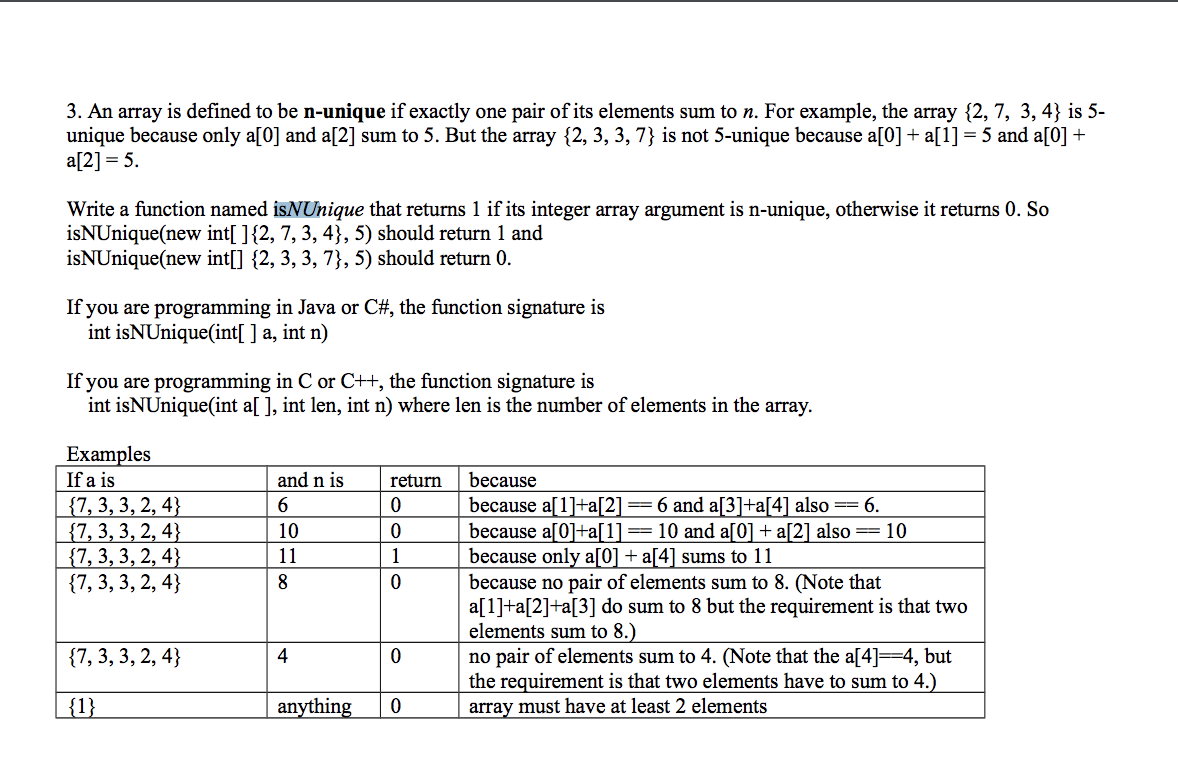 3. An array is defined to be n-unique if exactly one pair of its elements sum to n. For example, the array {2, 7, 3, 4} is 5-
unique because only a[0] and a[2] sum to 5. But the array {2, 3, 3, 7} is not 5-unique because a[0] + a[1] = 5 and a[0] +
a[2] = 5.
Write a function named isNUnique that returns 1 if its integer array argument is n-unique, otherwise it returns 0. So
isNUnique(new int[ ]{2, 7, 3, 4}, 5) should return 1 and
isNUnique(new int[] {2, 3, 3, 7}, 5) should return 0.
If you are programming in Java or C#, the function signature is
int isNUnique(int[ ] a, int n)
If you are programming in C or C++, the function signature is
int isNUnique(int a[ ], int len, int n) where len is the number of elements in the array.
Examples
If a is and n is return because
{7, 3, 3, 2, 4} 6 0 because a[1]+a[2] == 6 and a[3]+a[4] also == 6.
{7, 3, 3, 2, 4} 10 0 because a[0]+a[1] == 10 and a[0] + a[2] also == 10
{7, 3, 3, 2, 4} 11 1 because only a[0] + a[4] sums to 11
{7, 3, 3, 2, 4} 8 0 because no pair of elements sum to 8. (Note that
a[1]+a[2]+a[3] do sum to 8 but the requirement is that two
elements sum to 8.)
{7, 3, 3, 2, 4} 4 0 no pair of elements sum to 4. (Note that the a[4]==4, but
the requirement is that two elements have to sum to 4.)
{1} anything 0 array must have at least 2 elements